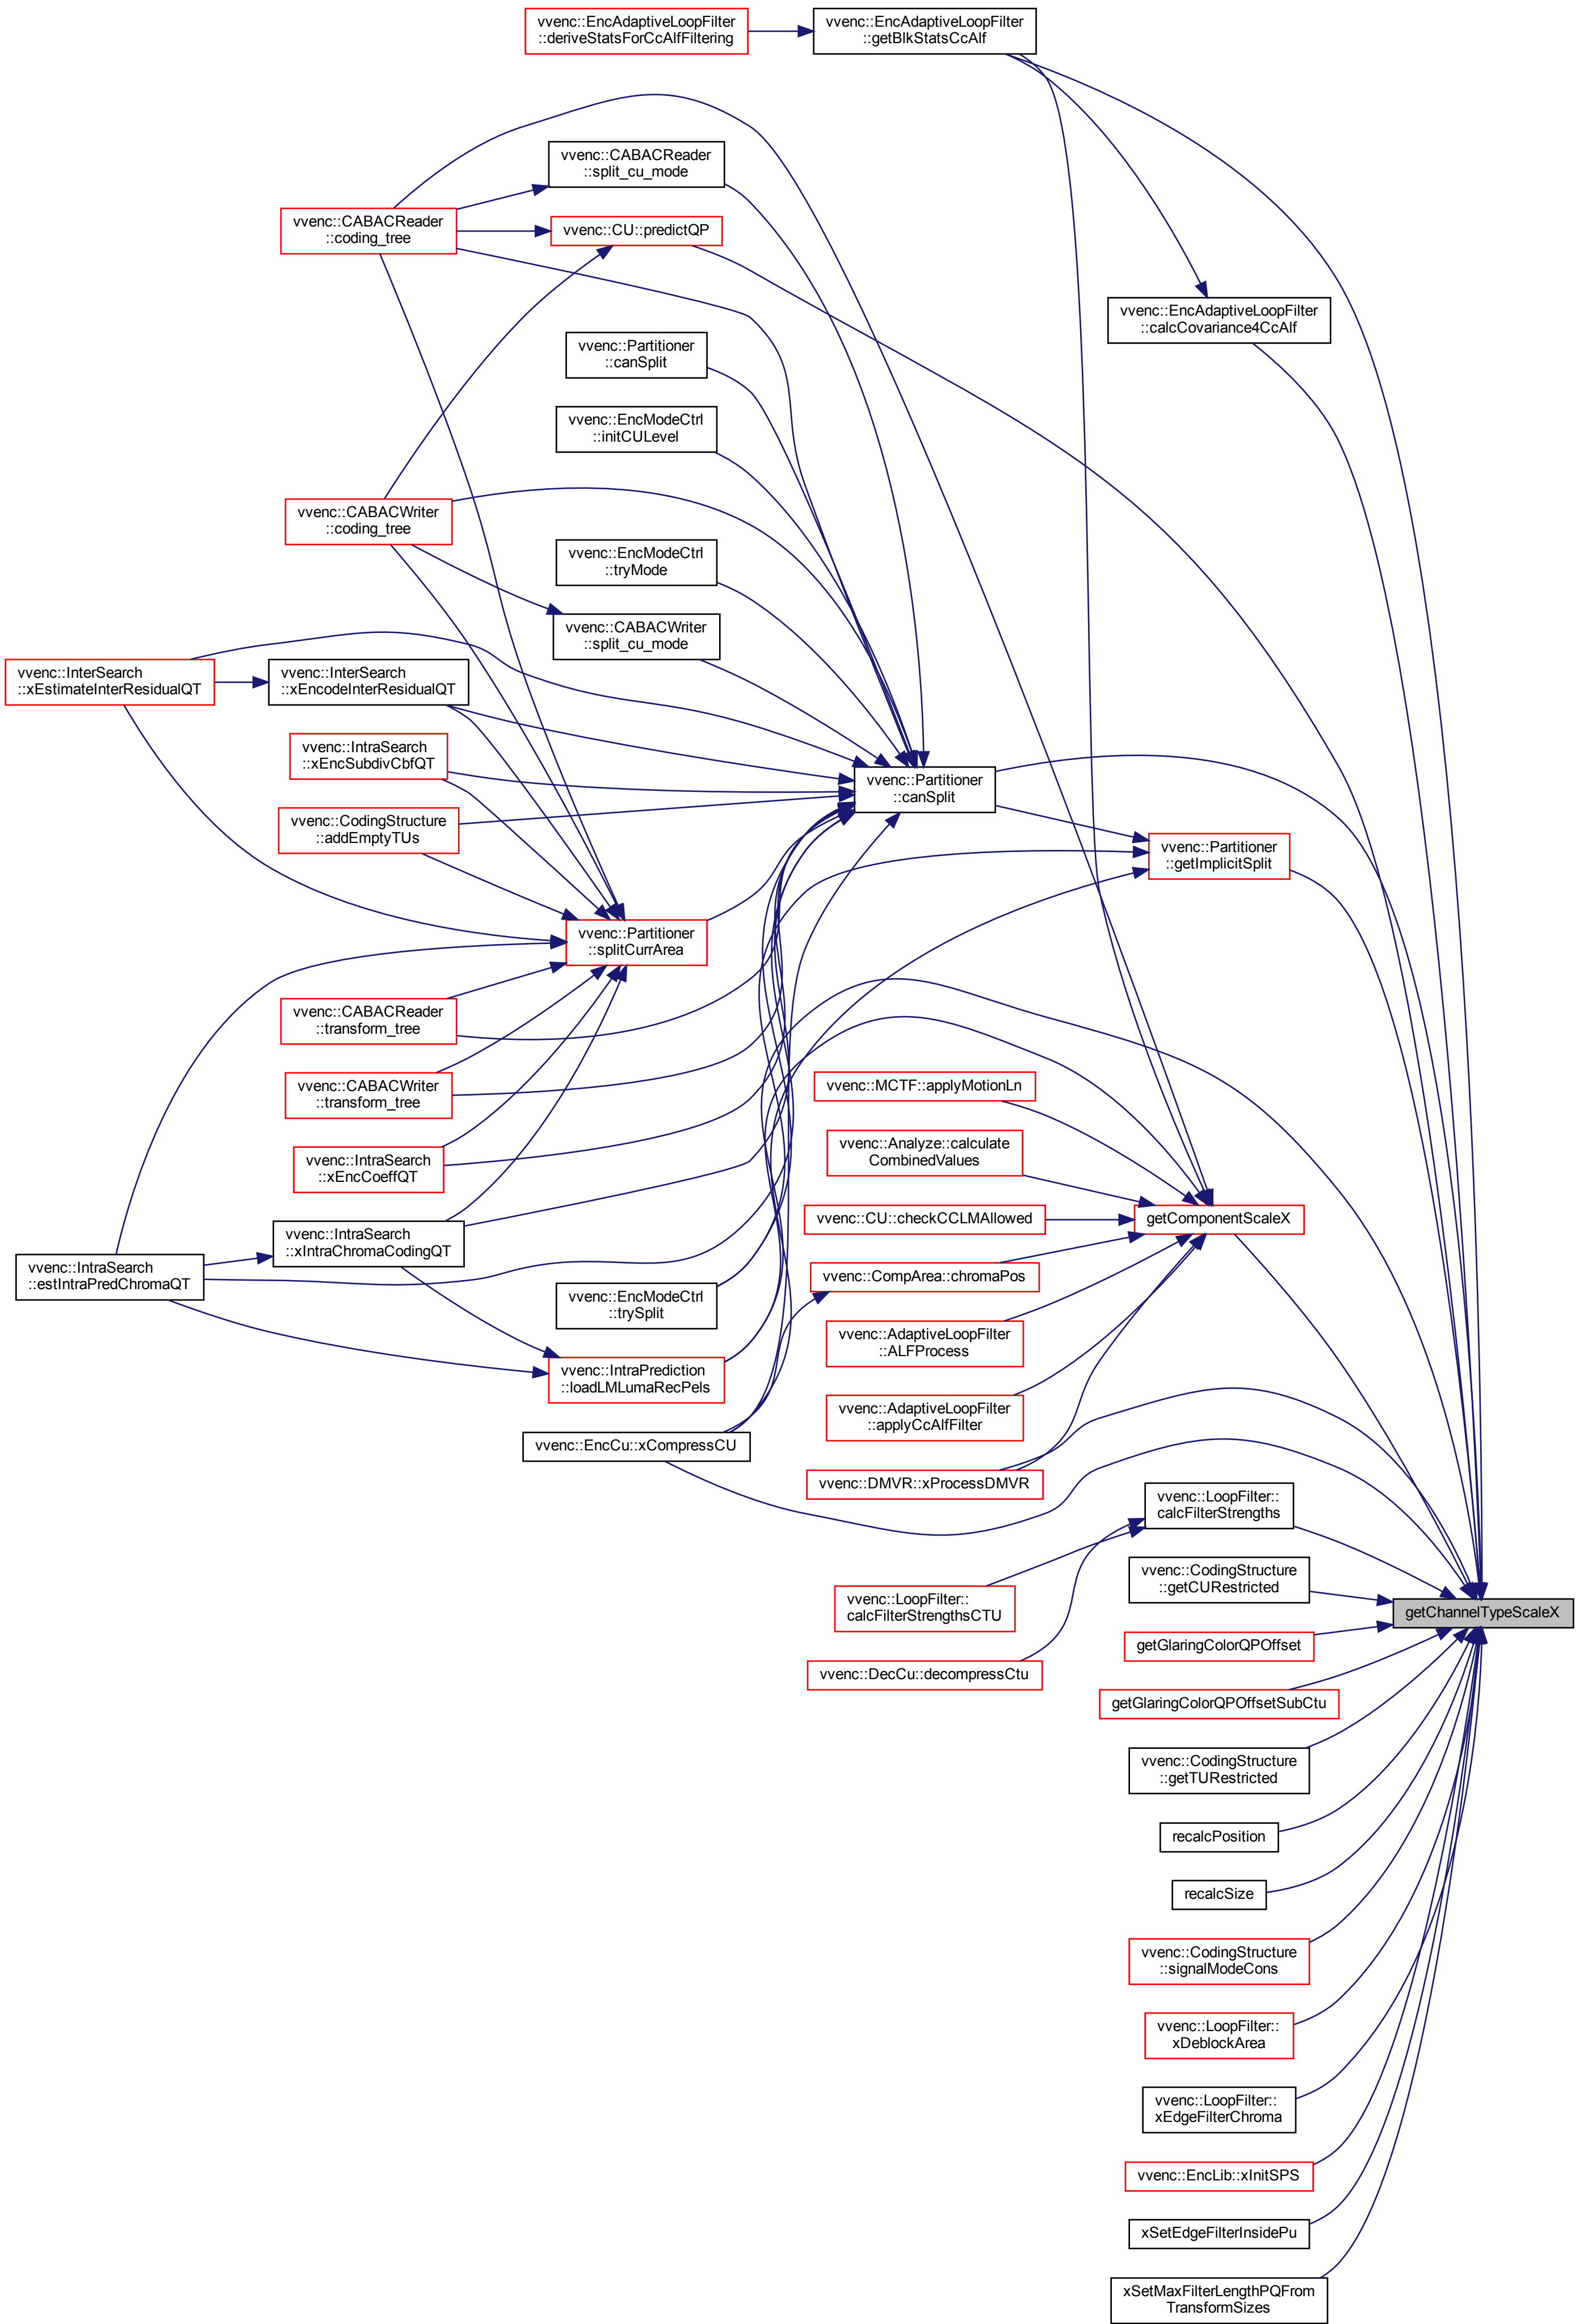 vvenc::EncAdaptiveLoopFilter
::deriveStatsForCcAlfFiltering
vvenc::EncAdaptiveLoopFilter
::getBlkStatsCcAlf
vvenc::CABACReader
::split_cu_mode
vvenc::CABACReader
::coding_tree
vvenc::CU::predictQP
vvenc::EncAdaptiveLoopFilter
::calcCovariance4CcAlf
vvenc::Partitioner
::canSplit
vvenc::EncModeCtrl
::initCULevel
vvenc::CABACWriter
::coding_tree
vvenc::EncModeCtrl
::tryMode
vvenc::CABACWriter
::split_cu_mode
vvenc::InterSearch
::xEstimateInterResidualQT
vvenc::InterSearch
::xEncodeInterResidualQT
vvenc::IntraSearch
::xEncSubdivCbfQT
vvenc::Partitioner
::canSplit
vvenc::CodingStructure
::addEmptyTUs
vvenc::Partitioner
::getImplicitSplit
vvenc::Partitioner
::splitCurrArea
vvenc::CABACReader
::transform_tree
vvenc::CABACWriter
::transform_tree
vvenc::MCTF::applyMotionLn
vvenc::IntraSearch
::xEncCoeffQT
vvenc::Analyze::calculate
CombinedValues
vvenc::CU::checkCCLMAllowed
getComponentScaleX
vvenc::IntraSearch
::xIntraChromaCodingQT
vvenc::IntraSearch
::estIntraPredChromaQT
vvenc::CompArea::chromaPos
vvenc::EncModeCtrl
::trySplit
vvenc::AdaptiveLoopFilter
::ALFProcess
vvenc::IntraPrediction
::loadLMLumaRecPels
vvenc::AdaptiveLoopFilter
::applyCcAlfFilter
vvenc::EncCu::xCompressCU
vvenc::DMVR::xProcessDMVR
vvenc::LoopFilter::
calcFilterStrengths
vvenc::CodingStructure
::getCURestricted
vvenc::LoopFilter::
calcFilterStrengthsCTU
getChannelTypeScaleX
getGlaringColorQPOffset
vvenc::DecCu::decompressCtu
getGlaringColorQPOffsetSubCtu
vvenc::CodingStructure
::getTURestricted
recalcPosition
recalcSize
vvenc::CodingStructure
::signalModeCons
vvenc::LoopFilter::
xDeblockArea
vvenc::LoopFilter::
xEdgeFilterChroma
vvenc::EncLib::xInitSPS
xSetEdgeFilterInsidePu
xSetMaxFilterLengthPQFrom
TransformSizes